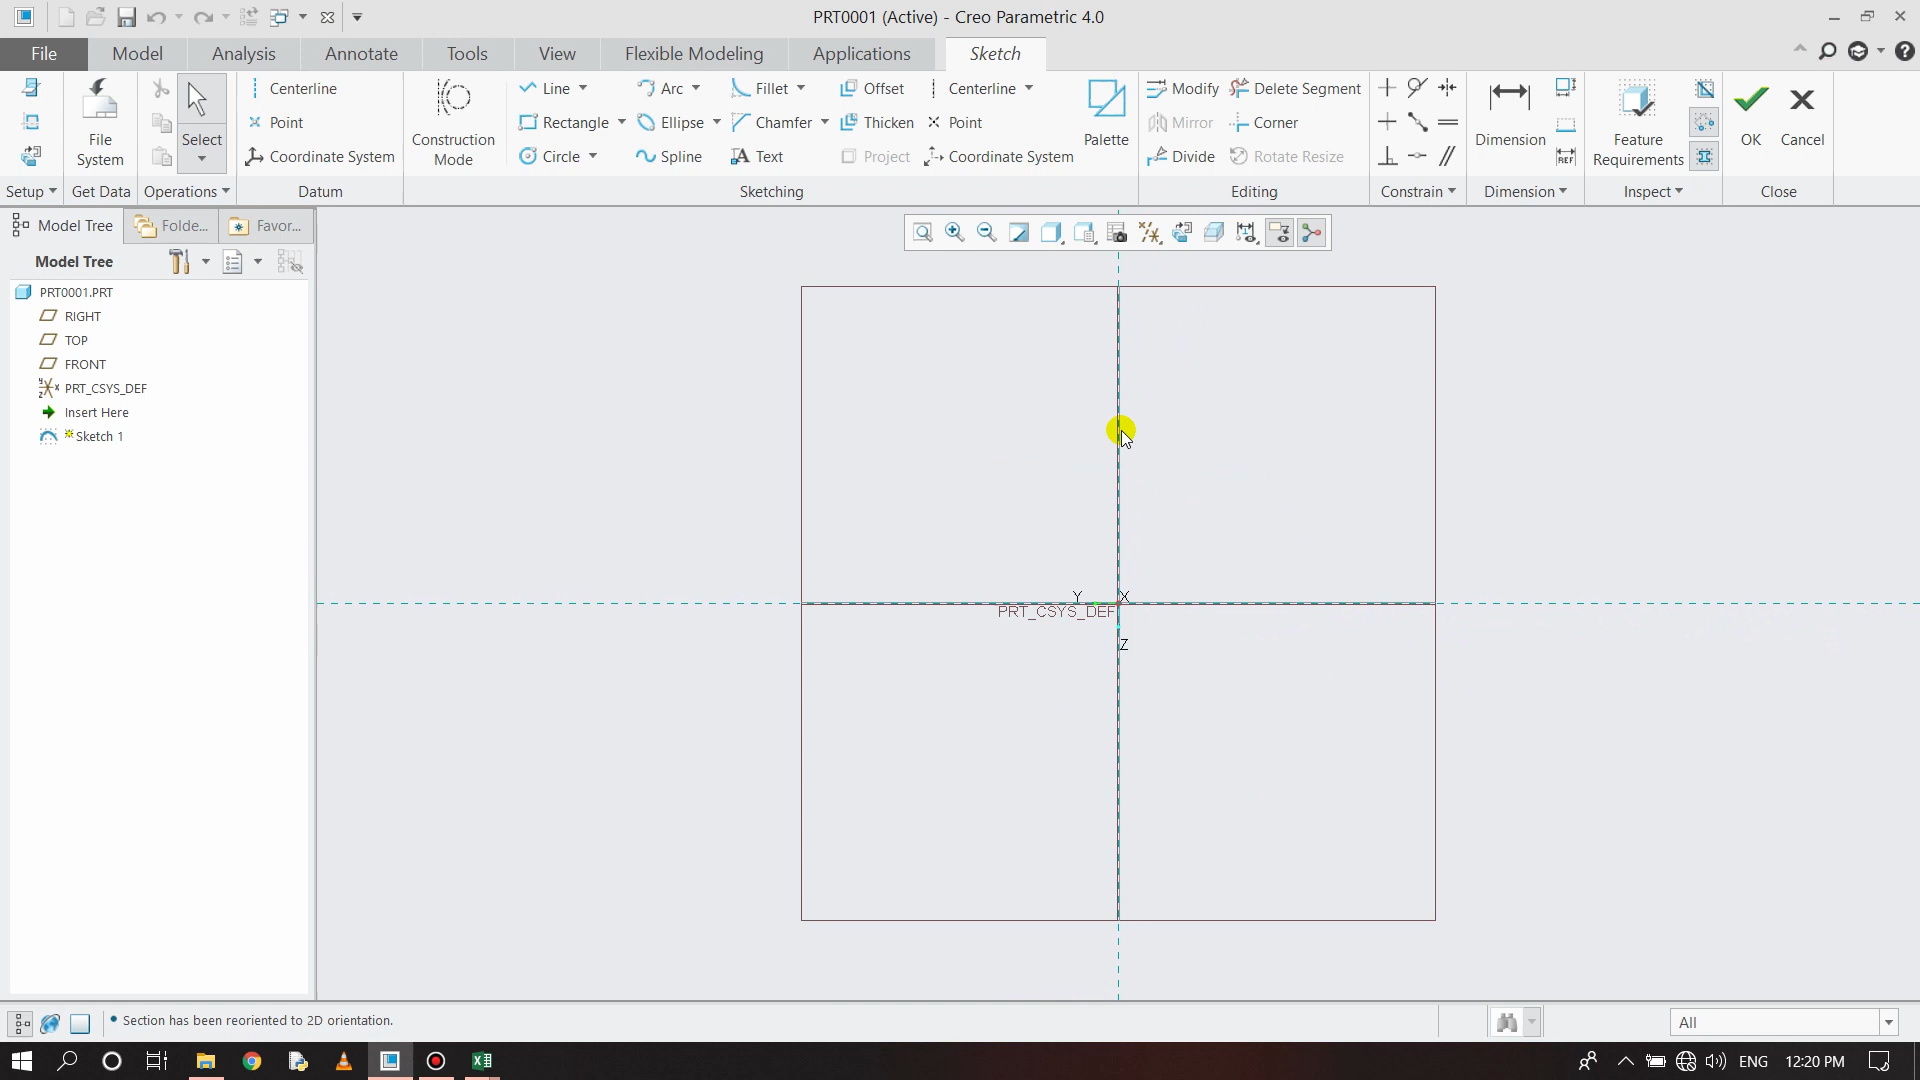 PRT0001 (Active) - Creo Parametric 4.0
File Model Analysis Annotate Tools View Flexible Modeling Applications Sketch
Centerline Line Arc Fillet Offset Centerline Modify Delete Segment
Point Rectangle Ellipse Chamfer Thicken Point Mirror Corner
File System Select Coordinate System Construction Mode Circle Spline Text Project Coordinate System Palette Divide Rotate Resize Dimension Feature Requirements OK Cancel
REF
Setup Get Data Operations Datum Sketching Editing Constrain Dimension Inspect Close
Model Tree Folde... Favor...
Model Tree
PRT0001.PRT
RIGHT
TOP
FRONT
PRT_CSYS_DEF
Insert Here
Sketch 1
Y X
PRT_CSYS_DEF
Z
Section has been reoriented to 2D orientation.
All
ENG 12:20 PM